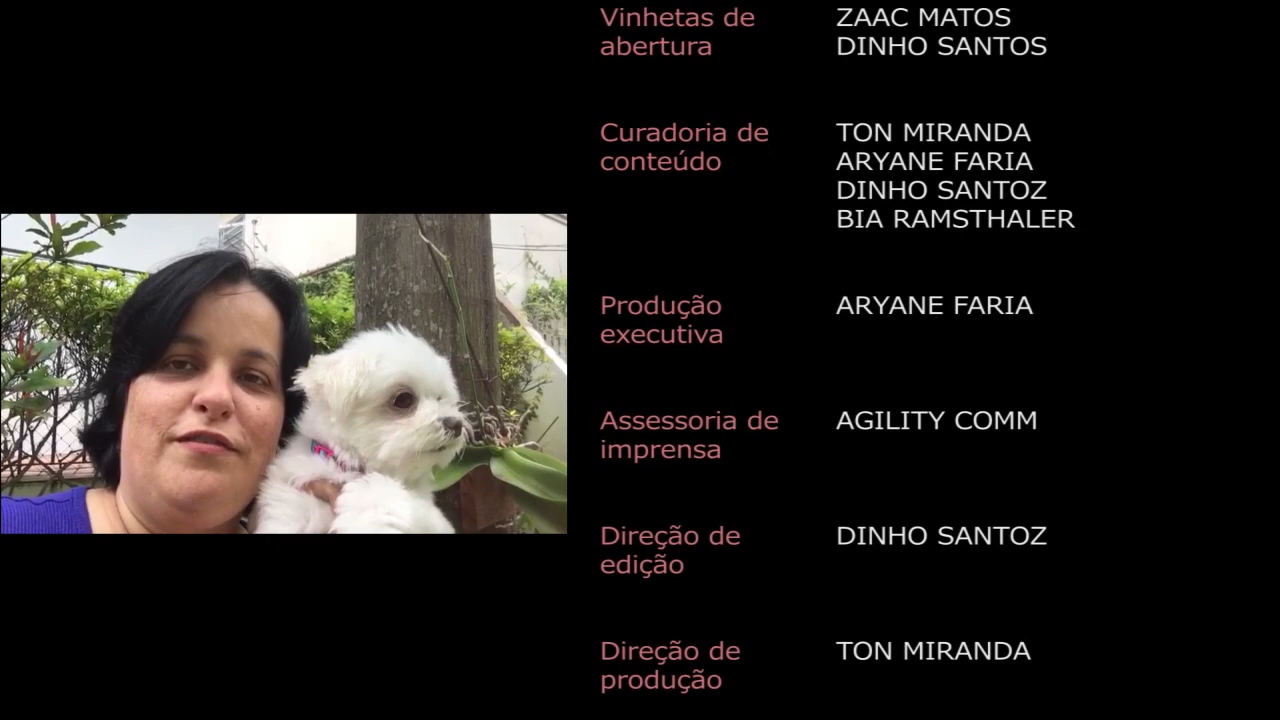 Vinhetas de
abertura
ZAAC MATOS
DINHO SANTOS
Curadoria de
conteúdo
TON MIRANDA
ARYANE FARIA
DINHO SANTOZ
BIA RAMSTHALER
Produção
executiva
ARYANE FARIA
Assessoria de
imprensa
AGILITY COMM
Direção de
edição
DINHO SANTOZ
Direção de
produção
TON MIRANDA